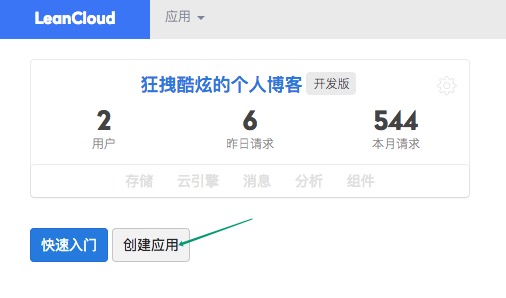 LeanCloud 应用
狂拽酷炫的个人博客 开发版
2 6 544
用户 昨日请求 本月请求
存储 云引擎 消息 分析 组件
快速入门 创建应用